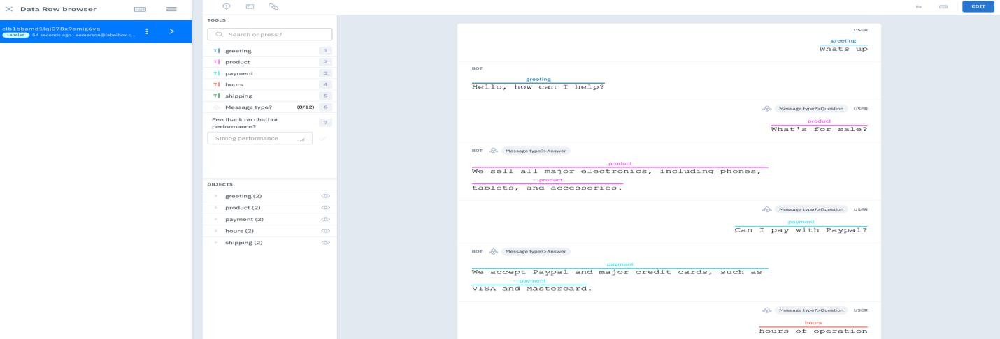 Data Row browser
clb1bbamd1lqj078x9emig6yq
Labeled 54 seconds ago · eemerson@labelbox.c...
EDIT
TOOLS
Search or press /
greeting 1
product 2
payment 3
hours 4
shipping 5
Message type? (8/12) 6
Feedback on chatbot
performance? 7
Strong performance
OBJECTS
greeting (2)
product (2)
payment (2)
hours (2)
shipping (2)
USER
greeting
Whats up
BOT
greeting
Hello, how can I help?
Message type?>Question USER
product
What's for sale?
BOT Message type?>Answer
product
We sell all major electronics, including phones,
product
tablets, and accessories.
Message type?>Question USER
payment
Can I pay with Paypal?
BOT Message type?>Answer
payment
We accept Paypal and major credit cards, such as
payment
VISA and Mastercard.
Message type?>Question USER
hours
hours of operation